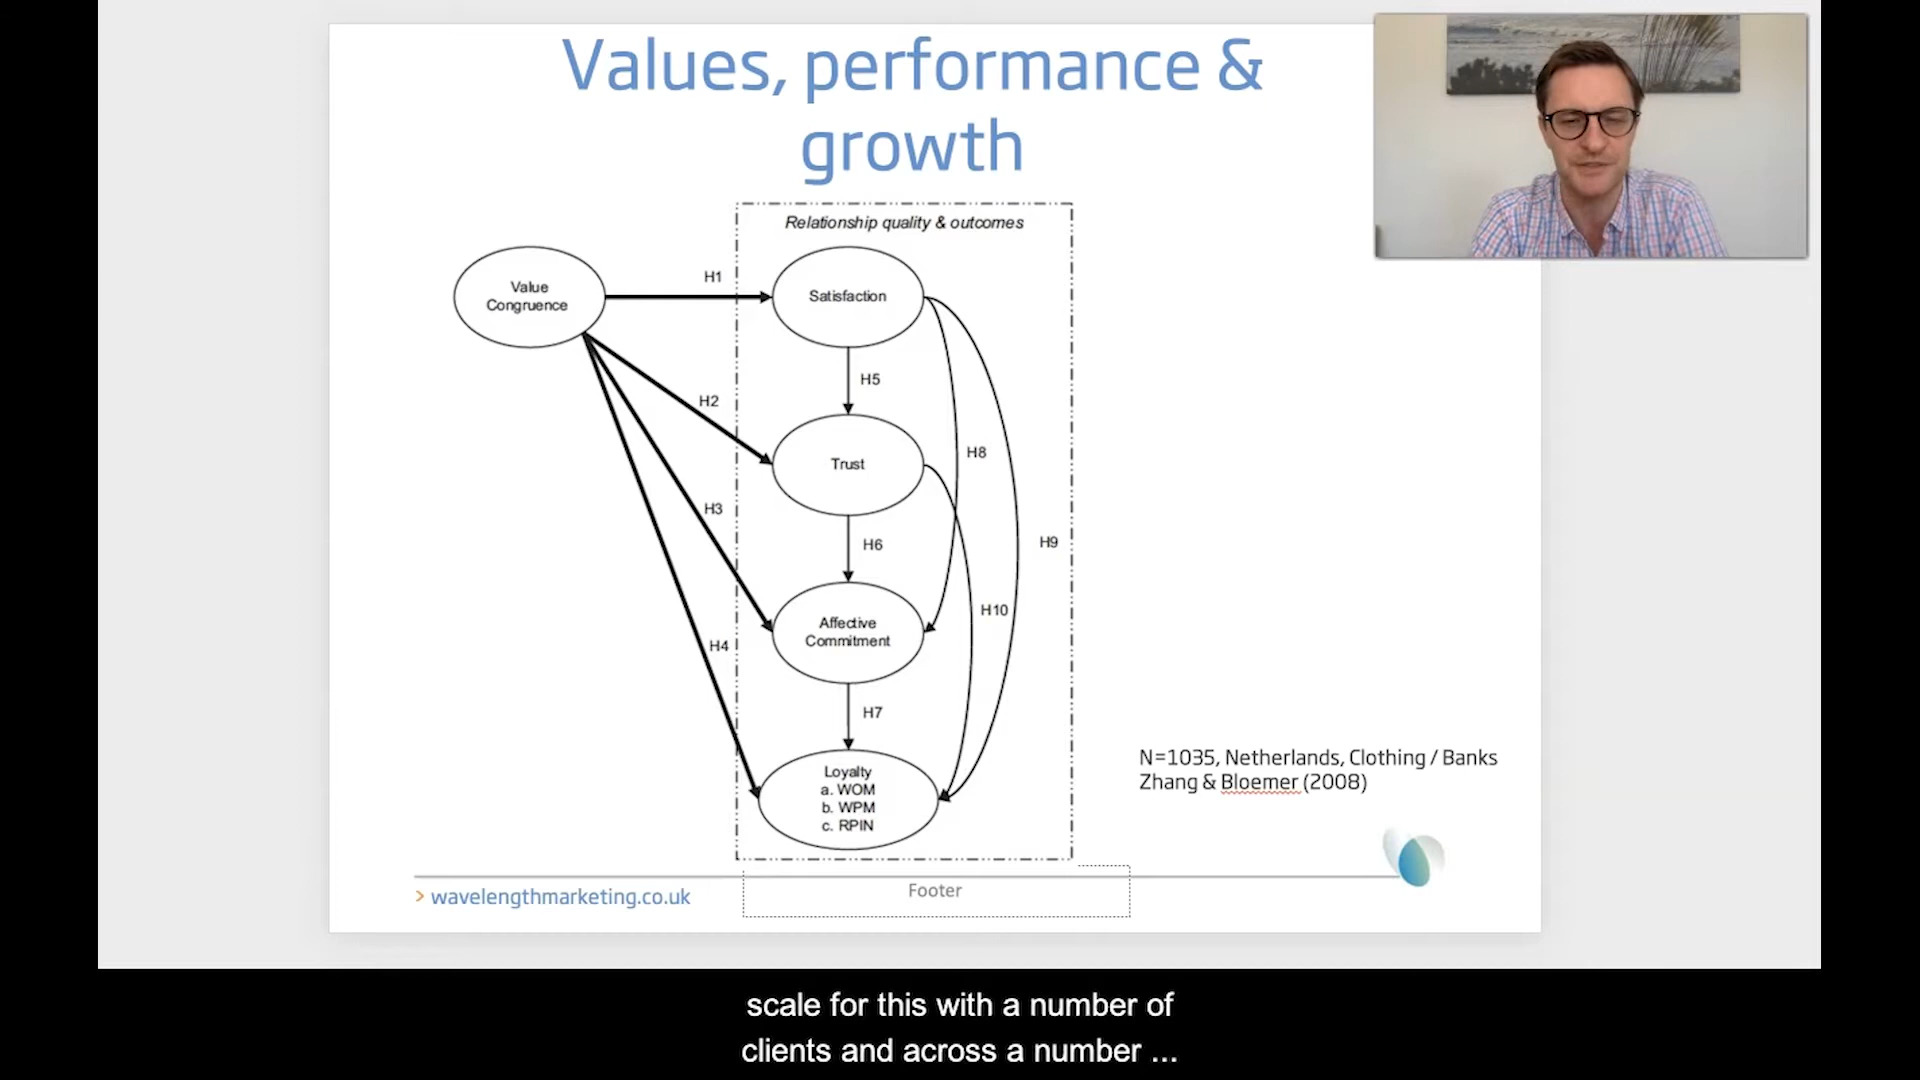 Values, performance &
growth
Relationship quality & outcomes
Value
Congruence
H1
Satisfaction
H5
H2
Trust
H8
H3
H6
H9
Affective
Commitment
H10
H4
H7
Loyalty
a. WOM
b. WPM
c. RPIN
N=1035, Netherlands, Clothing / Banks
Zhang & Bloemer (2008)
> wavelengthmarketing.co.uk
Footer
scale for this with a number of
clients and across a number ...